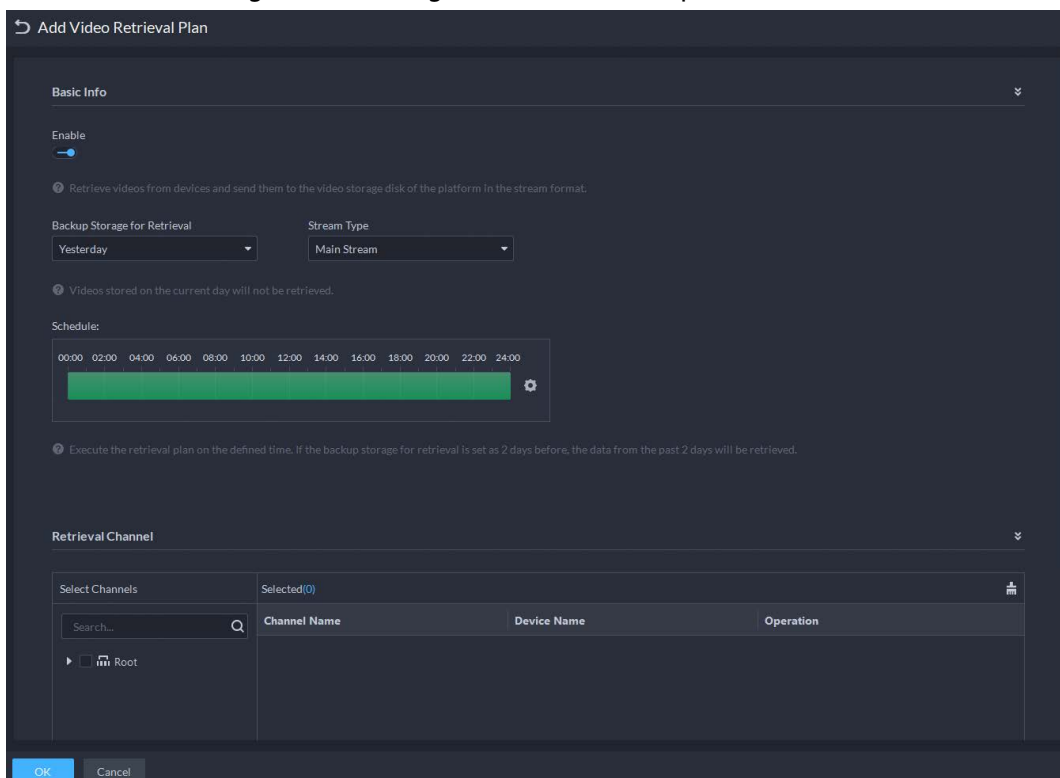 Add Video Retrieval Plan
Basic Info
Enable
Retrieve videos from devices and send them to the video storage disk of the platform in the stream format.
Backup Storage for Retrieval Stream Type
Yesterday Main Stream
Videos stored on the current day will not be retrieved.
Schedule:
00:00 02:00 04:00 06:00 08:00 10:00 12:00 14:00 16:00 18:00 20:00 22:00 24:00
Execute the retrieval plan on the defined time. If the backup storage for retrieval is set as 2 days before, the data from the past 2 days will be retrieved.
Retrieval Channel
Select Channels Selected(0)
Search... Channel Name Device Name Operation
Root
OK Cancel